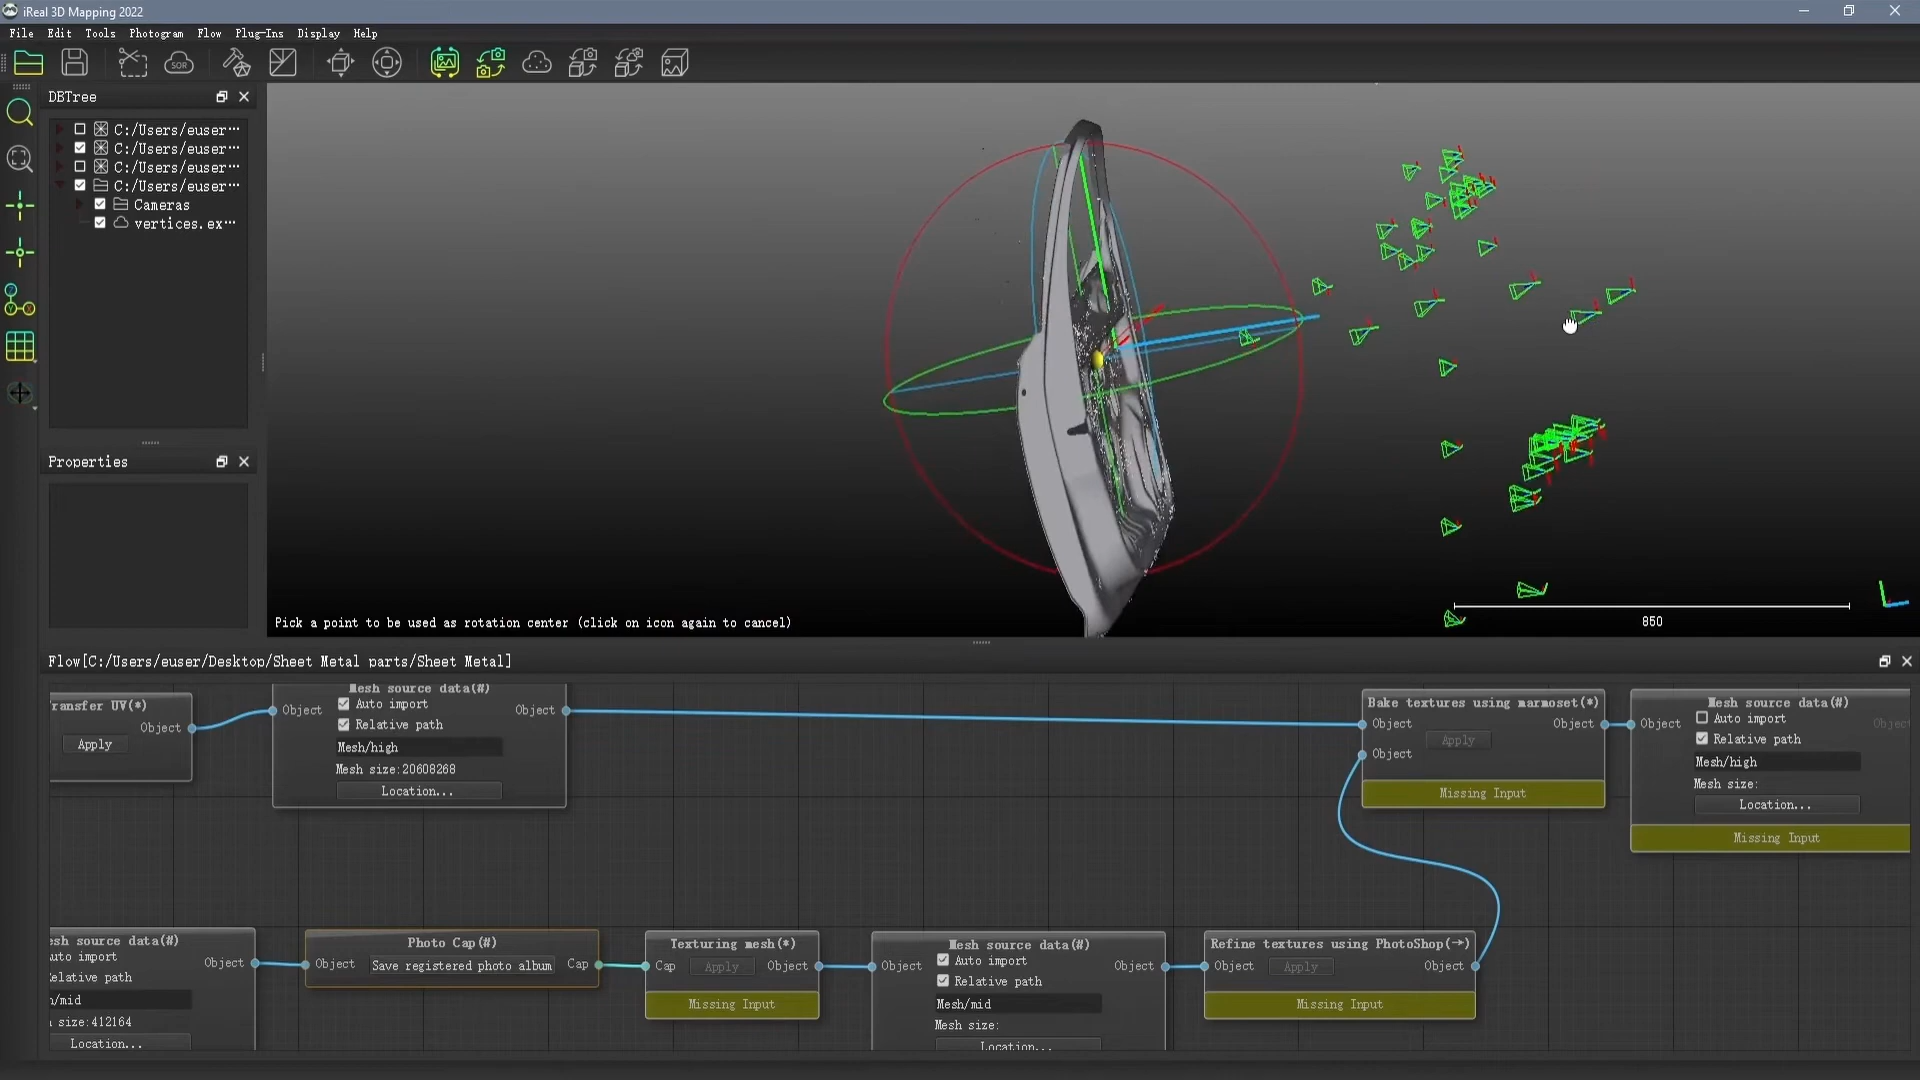 iReal 3D Mapping 2022
File Edit Tools Photogram Flow Plug-Ins Display Help
SOR
DBTree
C:/Users/euser···
C:/Users/euser···
C:/Users/euser···
C:/Users/euser···
Cameras
vertices.ex···
Properties
Pick a point to be used as rotation center (click on icon again to cancel)
850
Flow[C:/Users/euser/Desktop/Sheet Metal parts/Sheet Metal]
ransfer UV(*)
Object
Apply
Mesh source data(#)
Object Auto import Object
Relative path
Mesh/high
Mesh size:20608268
Location...
Bake textures using marmoset(*)
Object Object
Apply
Object
Missing Input
Mesh source data(#)
Object Auto import Object
Relative path
Mesh/high
Mesh size:
Location...
Missing Input
esh source data(#)
uto import
Object
elative path
h/mid
h size:412164
Location...
Photo Cap(#)
Object Save registered photo album Cap
Texturing mesh(*)
Cap Apply Object
Missing Input
Mesh source data(#)
Object Auto import Object
Relative path
Mesh/mid
Mesh size:
Location...
Refine textures using PhotoShop(→)
Object Apply Object
Missing Input